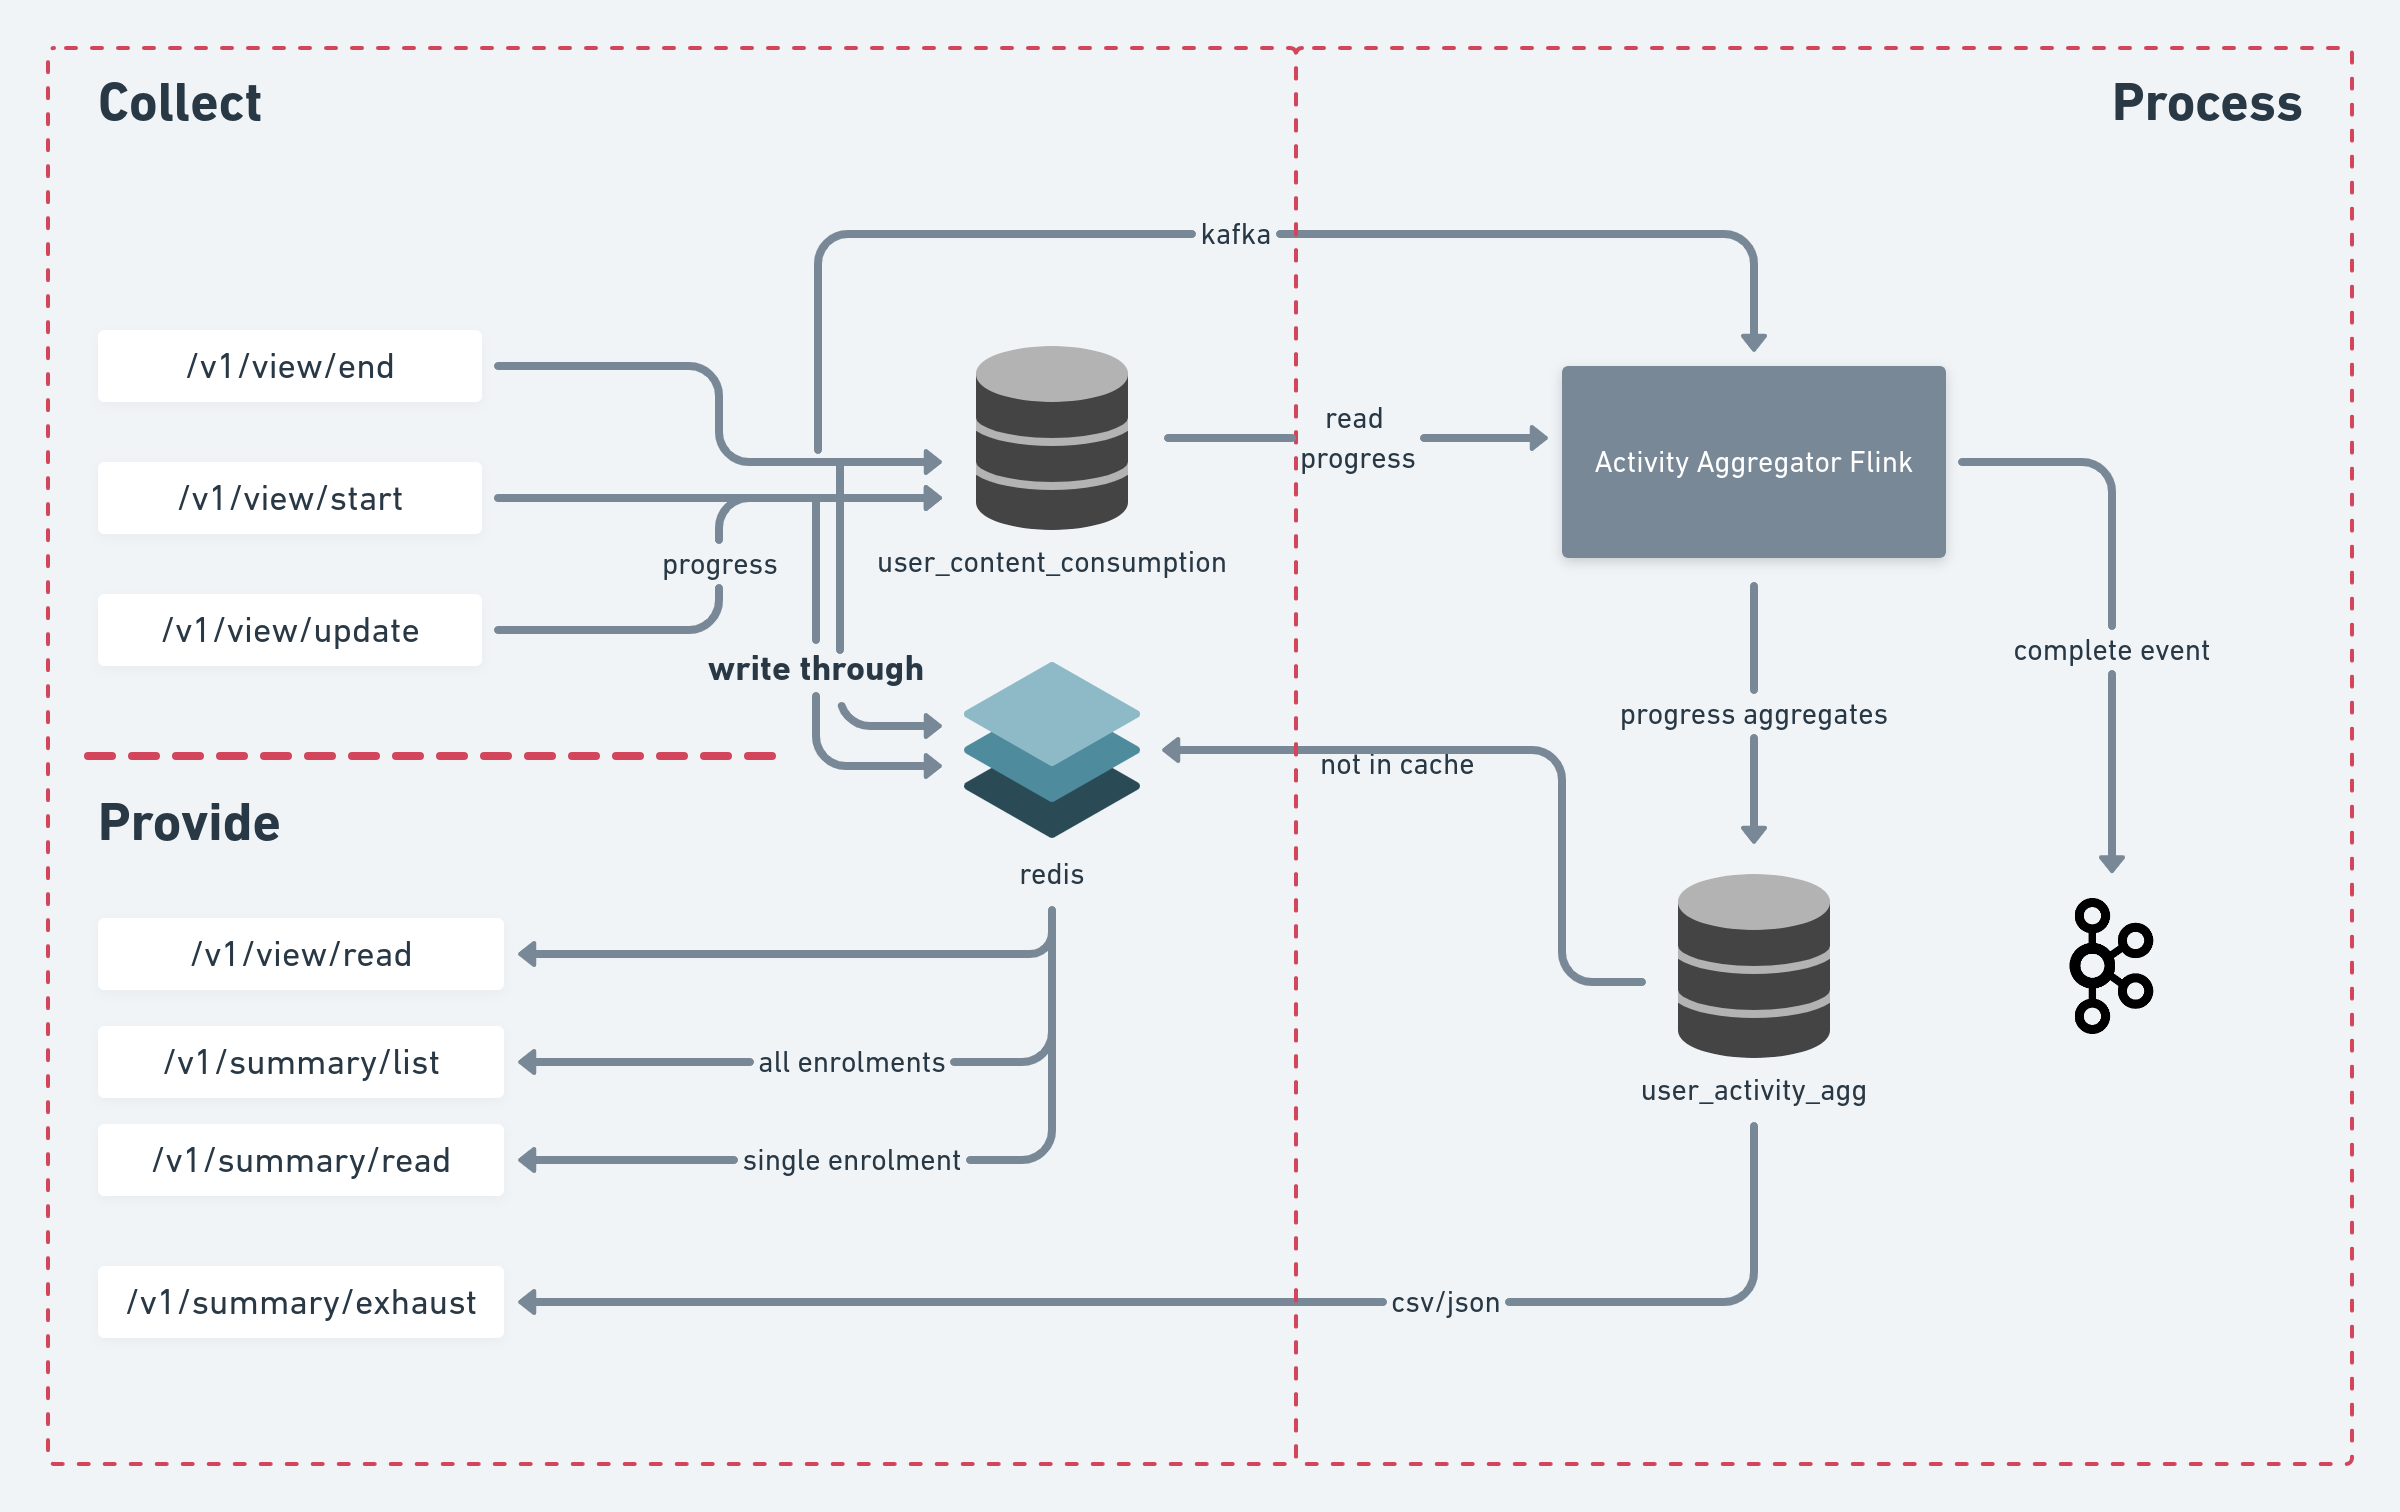 Collect
Process
kafka
/v1/view/end
/v1/view/start
/v1/view/update
progress
write through
user_content_consumption
read
progress
Activity Aggregator Flink
complete event
progress aggregates
not in cache
redis
Provide
/v1/view/read
/v1/summary/list
all enrolments
/v1/summary/read
single enrolment
user_activity_agg
/v1/summary/exhaust
csv/json